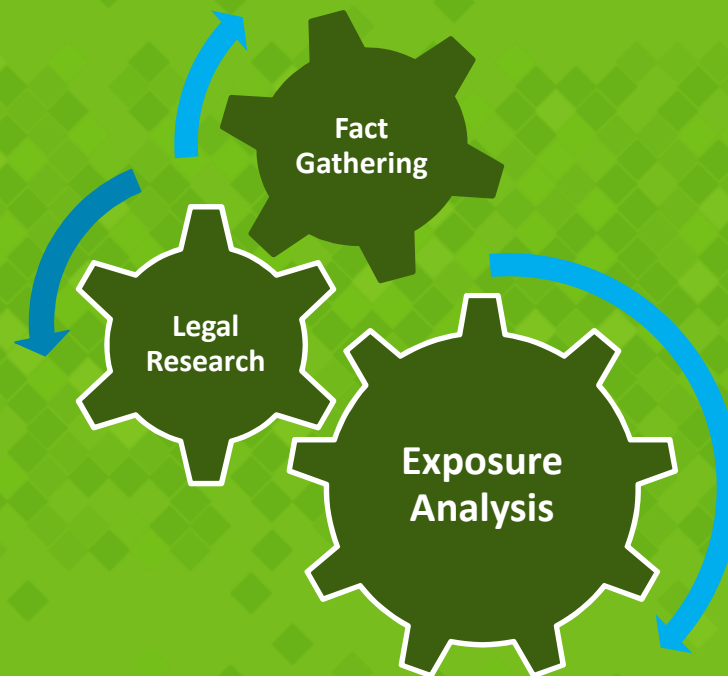 Fact
Gathering
Legal
Research
Exposure
Analysis